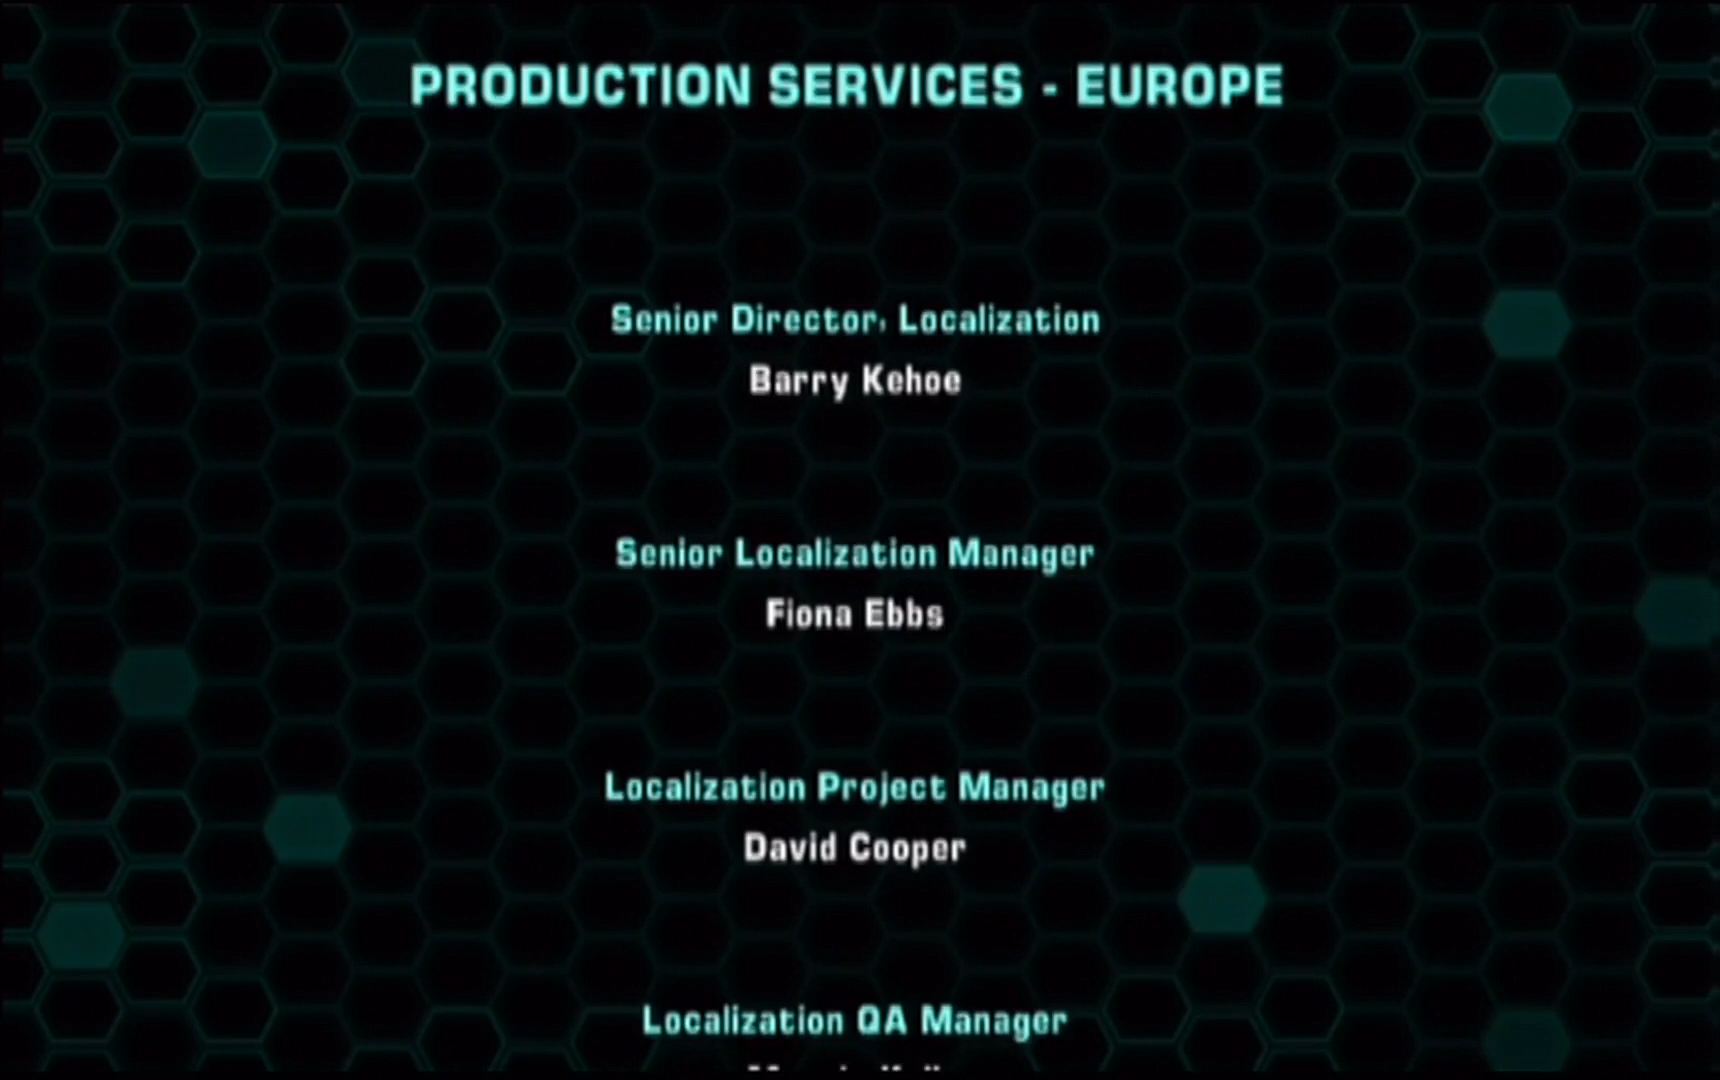 PRODUCTION SERVICES - EUROPE
Senior Director, Localization
Barry Kehoe
Senior Localization Manager
Fiona Ebbs
Localization Project Manager
David Cooper
Localization QA Manager